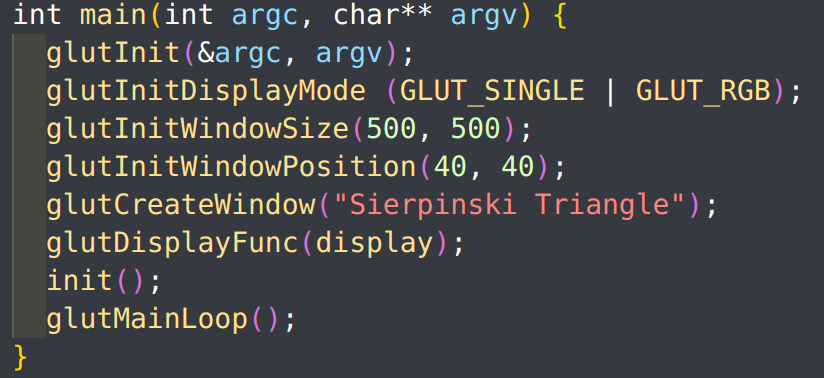 int main(int argc, char** argv) {
  glutInit(&argc, argv);
  glutInitDisplayMode (GLUT_SINGLE | GLUT_RGB);
  glutInitWindowSize(500, 500);
  glutInitWindowPosition(40, 40);
  glutCreateWindow("Sierpinski Triangle");
  glutDisplayFunc(display);
  init();
  glutMainLoop();
}